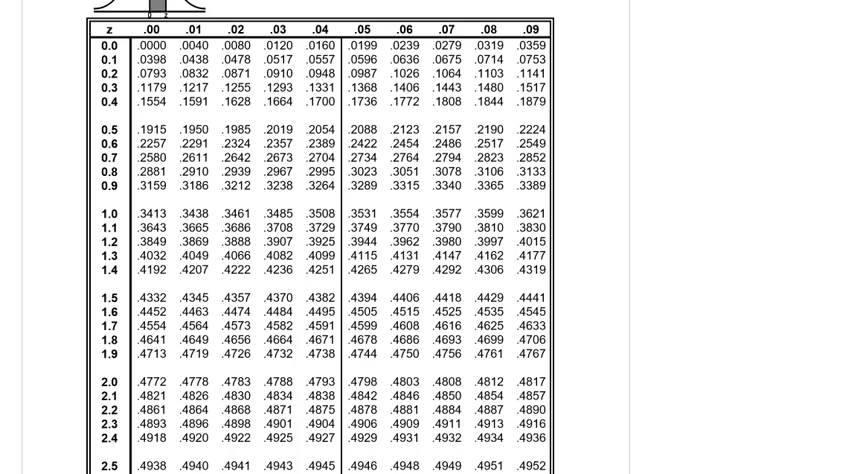 0 z
z .00 .01 .02 .03 .04 .05 .06 .07 .08 .09
0.0 .0000 .0040 .0080 .0120 .0160 .0199 .0239 .0279 .0319 .0359
0.1 .0398 .0438 .0478 .0517 .0557 .0596 .0636 .0675 .0714 .0753
0.2 .0793 .0832 .0871 .0910 .0948 .0987 .1026 .1064 .1103 .1141
0.3 .1179 .1217 .1255 .1293 .1331 .1368 .1406 .1443 .1480 .1517
0.4 .1554 .1591 .1628 .1664 .1700 .1736 .1772 .1808 .1844 .1879
0.5 .1915 .1950 .1985 .2019 .2054 .2088 .2123 .2157 .2190 .2224
0.6 .2257 .2291 .2324 .2357 .2389 .2422 .2454 .2486 .2517 .2549
0.7 .2580 .2611 .2642 .2673 .2704 .2734 .2764 .2794 .2823 .2852
0.8 .2881 .2910 .2939 .2967 .2995 .3023 .3051 .3078 .3106 .3133
0.9 .3159 .3186 .3212 .3238 .3264 .3289 .3315 .3340 .3365 .3389
1.0 .3413 .3438 .3461 .3485 .3508 .3531 .3554 .3577 .3599 .3621
1.1 .3643 .3665 .3686 .3708 .3729 .3749 .3770 .3790 .3810 .3830
1.2 .3849 .3869 .3888 .3907 .3925 .3944 .3962 .3980 .3997 .4015
1.3 .4032 .4049 .4066 .4082 .4099 .4115 .4131 .4147 .4162 .4177
1.4 .4192 .4207 .4222 .4236 .4251 .4265 .4279 .4292 .4306 .4319
1.5 .4332 .4345 .4357 .4370 .4382 .4394 .4406 .4418 .4429 .4441
1.6 .4452 .4463 .4474 .4484 .4495 .4505 .4515 .4525 .4535 .4545
1.7 .4554 .4564 .4573 .4582 .4591 .4599 .4608 .4616 .4625 .4633
1.8 .4641 .4649 .4656 .4664 .4671 .4678 .4686 .4693 .4699 .4706
1.9 .4713 .4719 .4726 .4732 .4738 .4744 .4750 .4756 .4761 .4767
2.0 .4772 .4778 .4783 .4788 .4793 .4798 .4803 .4808 .4812 .4817
2.1 .4821 .4826 .4830 .4834 .4838 .4842 .4846 .4850 .4854 .4857
2.2 .4861 .4864 .4868 .4871 .4875 .4878 .4881 .4884 .4887 .4890
2.3 .4893 .4896 .4898 .4901 .4904 .4906 .4909 .4911 .4913 .4916
2.4 .4918 .4920 .4922 .4925 .4927 .4929 .4931 .4932 .4934 .4936
2.5 .4938 .4940 .4941 .4943 .4945 .4946 .4948 .4949 .4951 .4952